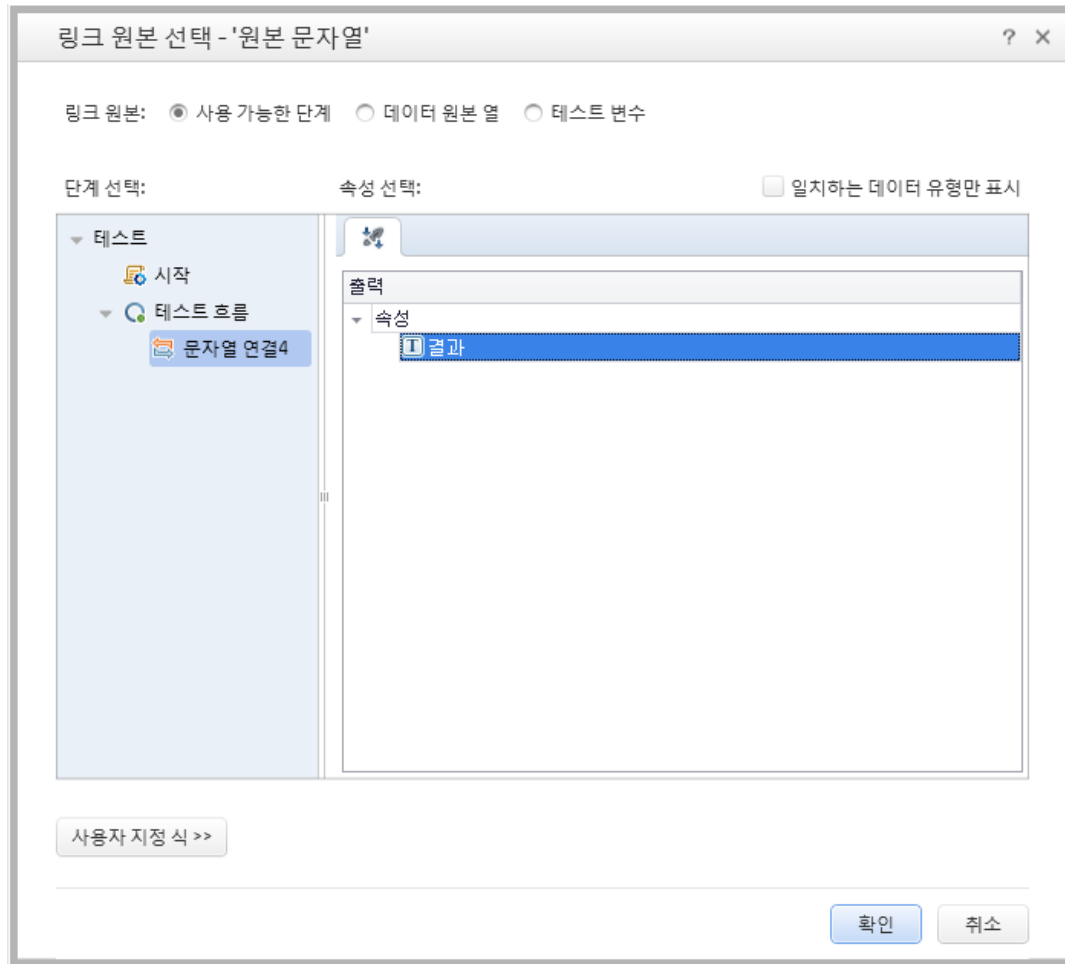 링크 원본 선택 - '원본 문자열' ? ×
링크 원본: 사용 가능한 단계 데이터 원본 열 테스트 변수
단계 선택: 속성 선택: 일치하는 데이터 유형만 표시
테스트
시작
테스트 흐름
문자열 연결4
출력
속성
T 결과
사용자 지정 식 >>
확인 취소